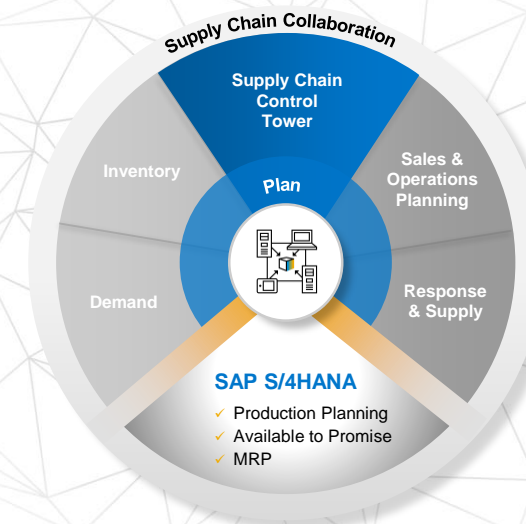 Supply Chain Collaboration
Supply Chain
Control
Tower
Inventory
Sales &
Operations
Planning
Plan
Demand
Response
& Supply
SAP S/4HANA
✓ Production Planning
✓ Available to Promise
✓ MRP